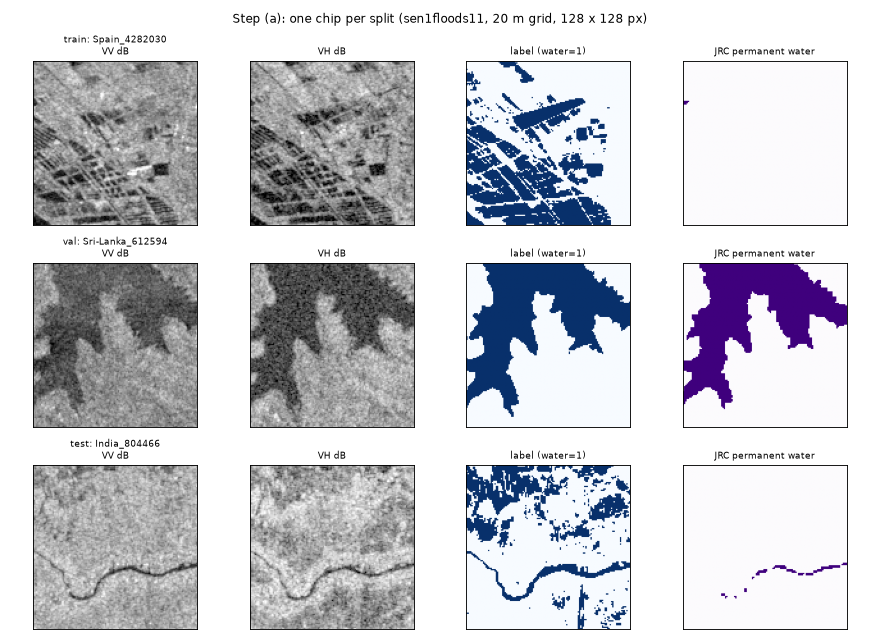 Step (a): one chip per split (sen1floods11, 20 m grid, 128 x 128 px)
train: Spain_4282030
VV dB
VH dB
label (water=1)
JRC permanent water
val: Sri-Lanka_612594
VV dB
VH dB
label (water=1)
JRC permanent water
test: India_804466
VV dB
VH dB
label (water=1)
JRC permanent water